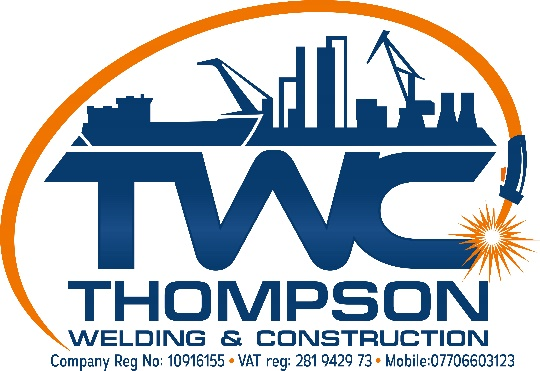 TWC
THOMPSON
WELDING & CONSTRUCTION
Company Reg No: 10916155 • VAT reg: 281 9429 73 • Mobile:07706603123